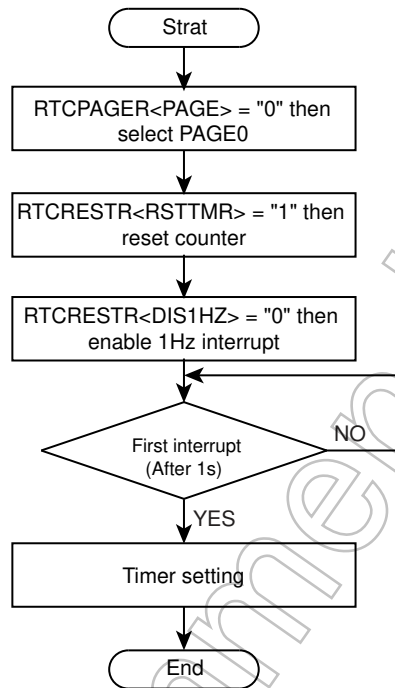 Strat
RTCPAGER<PAGE> = "0" then
select PAGE0
RTCRESTR<RSTTMR> = "1" then
reset counter
RTCRESTR<DIS1HZ> = "0" then
enable 1Hz interrupt
First interrupt
(After 1s)
NO
YES
Timer setting
End